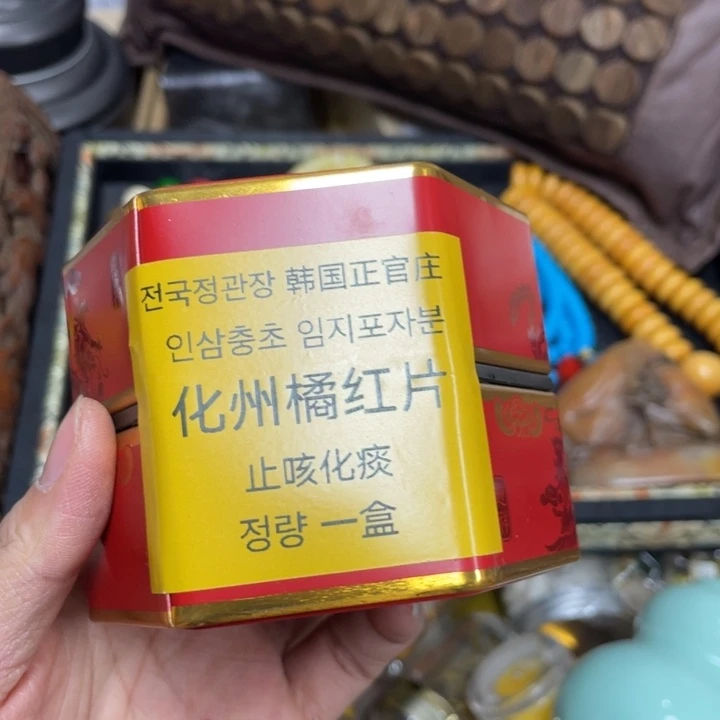 전국정관장 韩国正官庄
인삼충초 임지포자분
化州橘红片
止咳化痰
정량 一盒